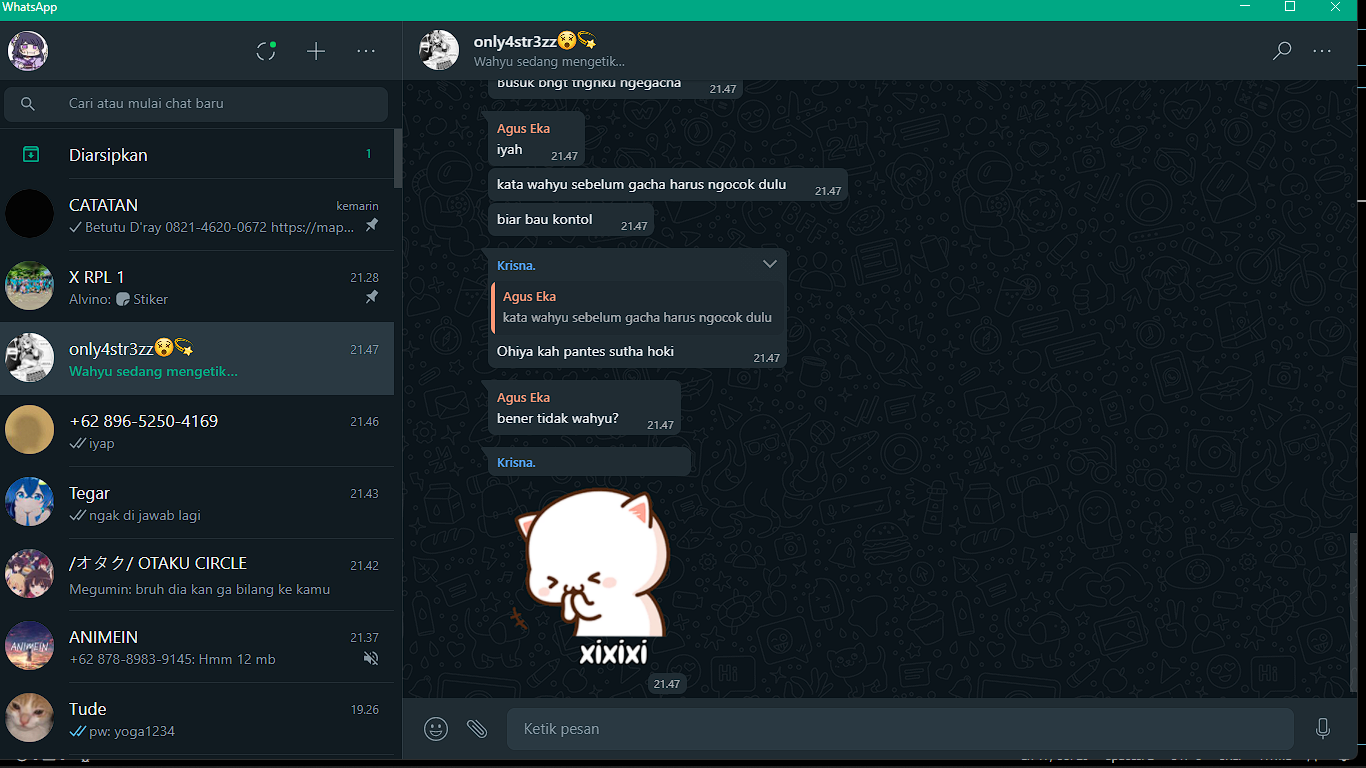 WhatsApp
Cari atau mulai chat baru
Diarsipkan 1
CATATAN kemarin
Betutu D'ray 0821-4620-0672 https://map...
X RPL 1 21.28
Alvino: Stiker
only4str3zz😵💫 21.47
Wahyu sedang mengetik...
+62 896-5250-4169 21.46
iyap
Tegar 21.43
ngak di jawab lagi
/オタク/ OTAKU CIRCLE 21.42
Megumin: bruh dia kan ga bilang ke kamu
ANIMEIN 21.37
+62 878-8983-9145: Hmm 12 mb
Tude 19.26
pw: yoga1234
only4str3zz😵💫
Wahyu sedang mengetik...
Busuk bngt tngnku ngegacha 21.47
Agus Eka
iyah 21.47
kata wahyu sebelum gacha harus ngocok dulu 21.47
biar bau kontol 21.47
Krisna.
Agus Eka
kata wahyu sebelum gacha harus ngocok dulu
Ohiya kah pantes sutha hoki 21.47
Agus Eka
bener tidak wahyu? 21.47
Krisna.
xixixi
21.47
Ketik pesan